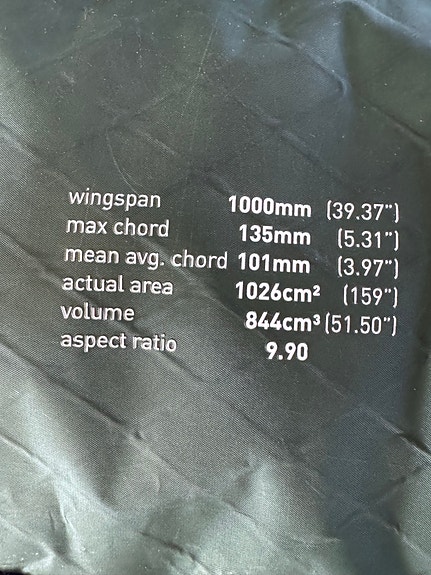 wingspan 1000mm (39.37")
max chord 135mm (5.31")
mean avg. chord 101mm (3.97")
actual area 1026cm² (159")
volume 844cm³ (51.50")
aspect ratio 9.90